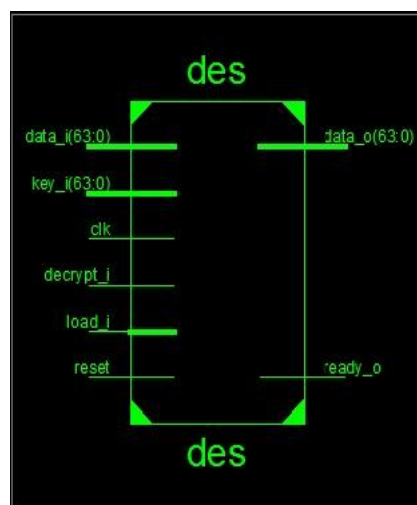 des
data_i(63:0)
data_o(63:0)
key_i(63:0)
clk
decrypt_i
load_i
reset
ready_o
des